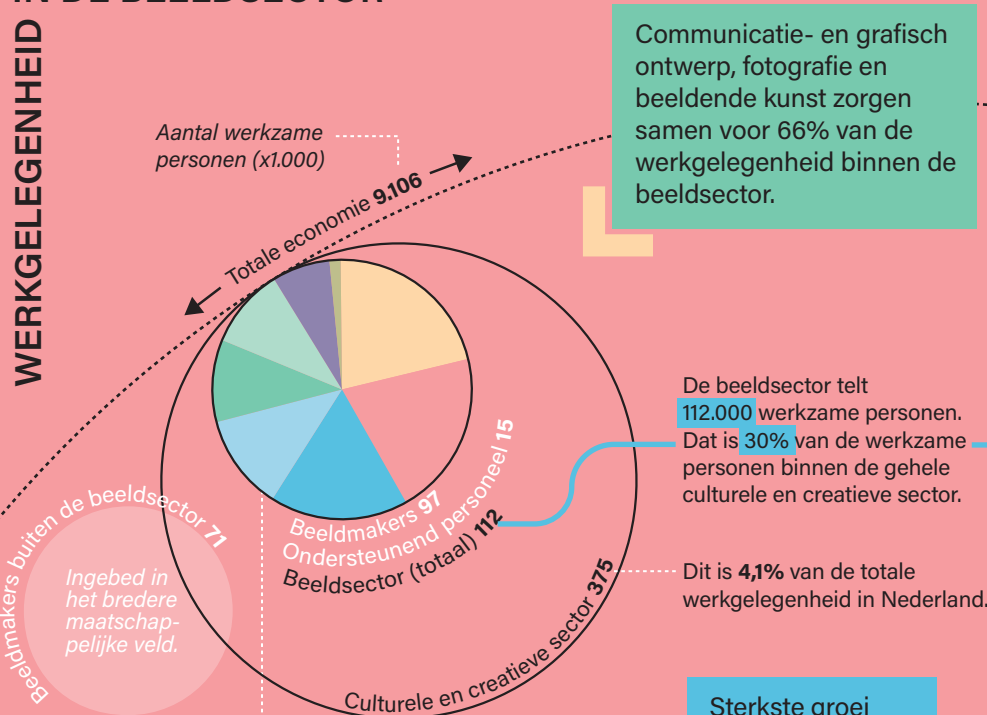 IN DE BEELDSECTOR
WERKGELEGENHEID
Communicatie- en grafisch
ontwerp, fotografie en
beeldende kunst zorgen
samen voor 66% van de
werkgelegenheid binnen de
beeldsector.
Aantal werkzame
personen (x1.000)
Totale economie 9.106
De beeldsector telt
112.000 werkzame personen.
Dat is 30% van de werkzame
personen binnen de gehele
culturele en creatieve sector.
Beeldmakers 97
Ondersteunend personeel 15
Beeldsector (totaal) 112
Beeldmakers buiten de beeldsector 71
Ingebed in
het bredere
maatschap-
pelijke veld.
Culturele en creatieve sector 375
Dit is 4,1% van de totale
werkgelegenheid in Nederland.
Sterkste groei